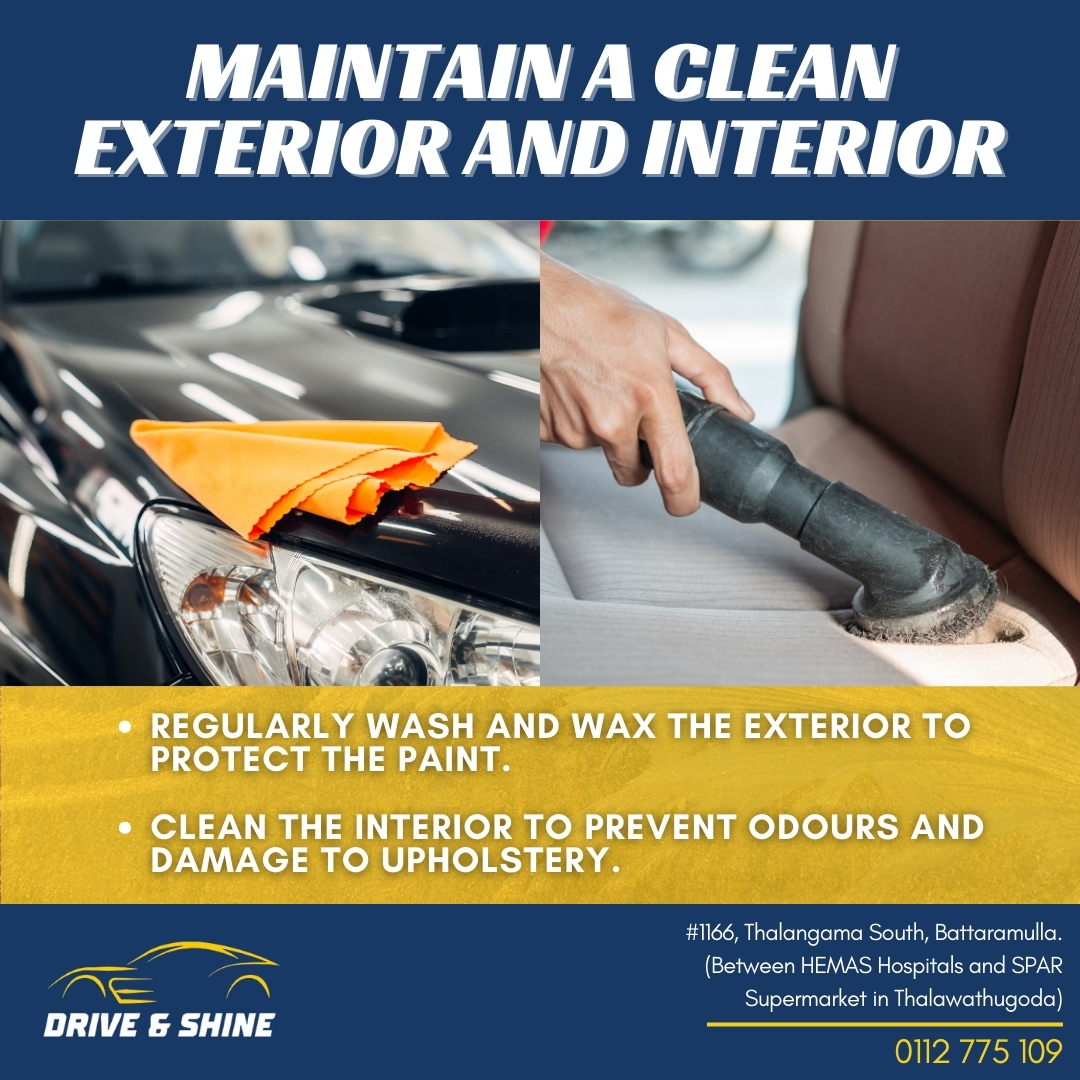 MAINTAIN A CLEAN
EXTERIOR AND INTERIOR
• REGULARLY WASH AND WAX THE EXTERIOR TO
PROTECT THE PAINT.
• CLEAN THE INTERIOR TO PREVENT ODOURS AND
DAMAGE TO UPHOLSTERY.
DRIVE & SHINE
#1166, Thalangama South, Battaramulla.
(Between HEMAS Hospitals and SPAR
Supermarket in Thalawathugoda)
0112 775 109